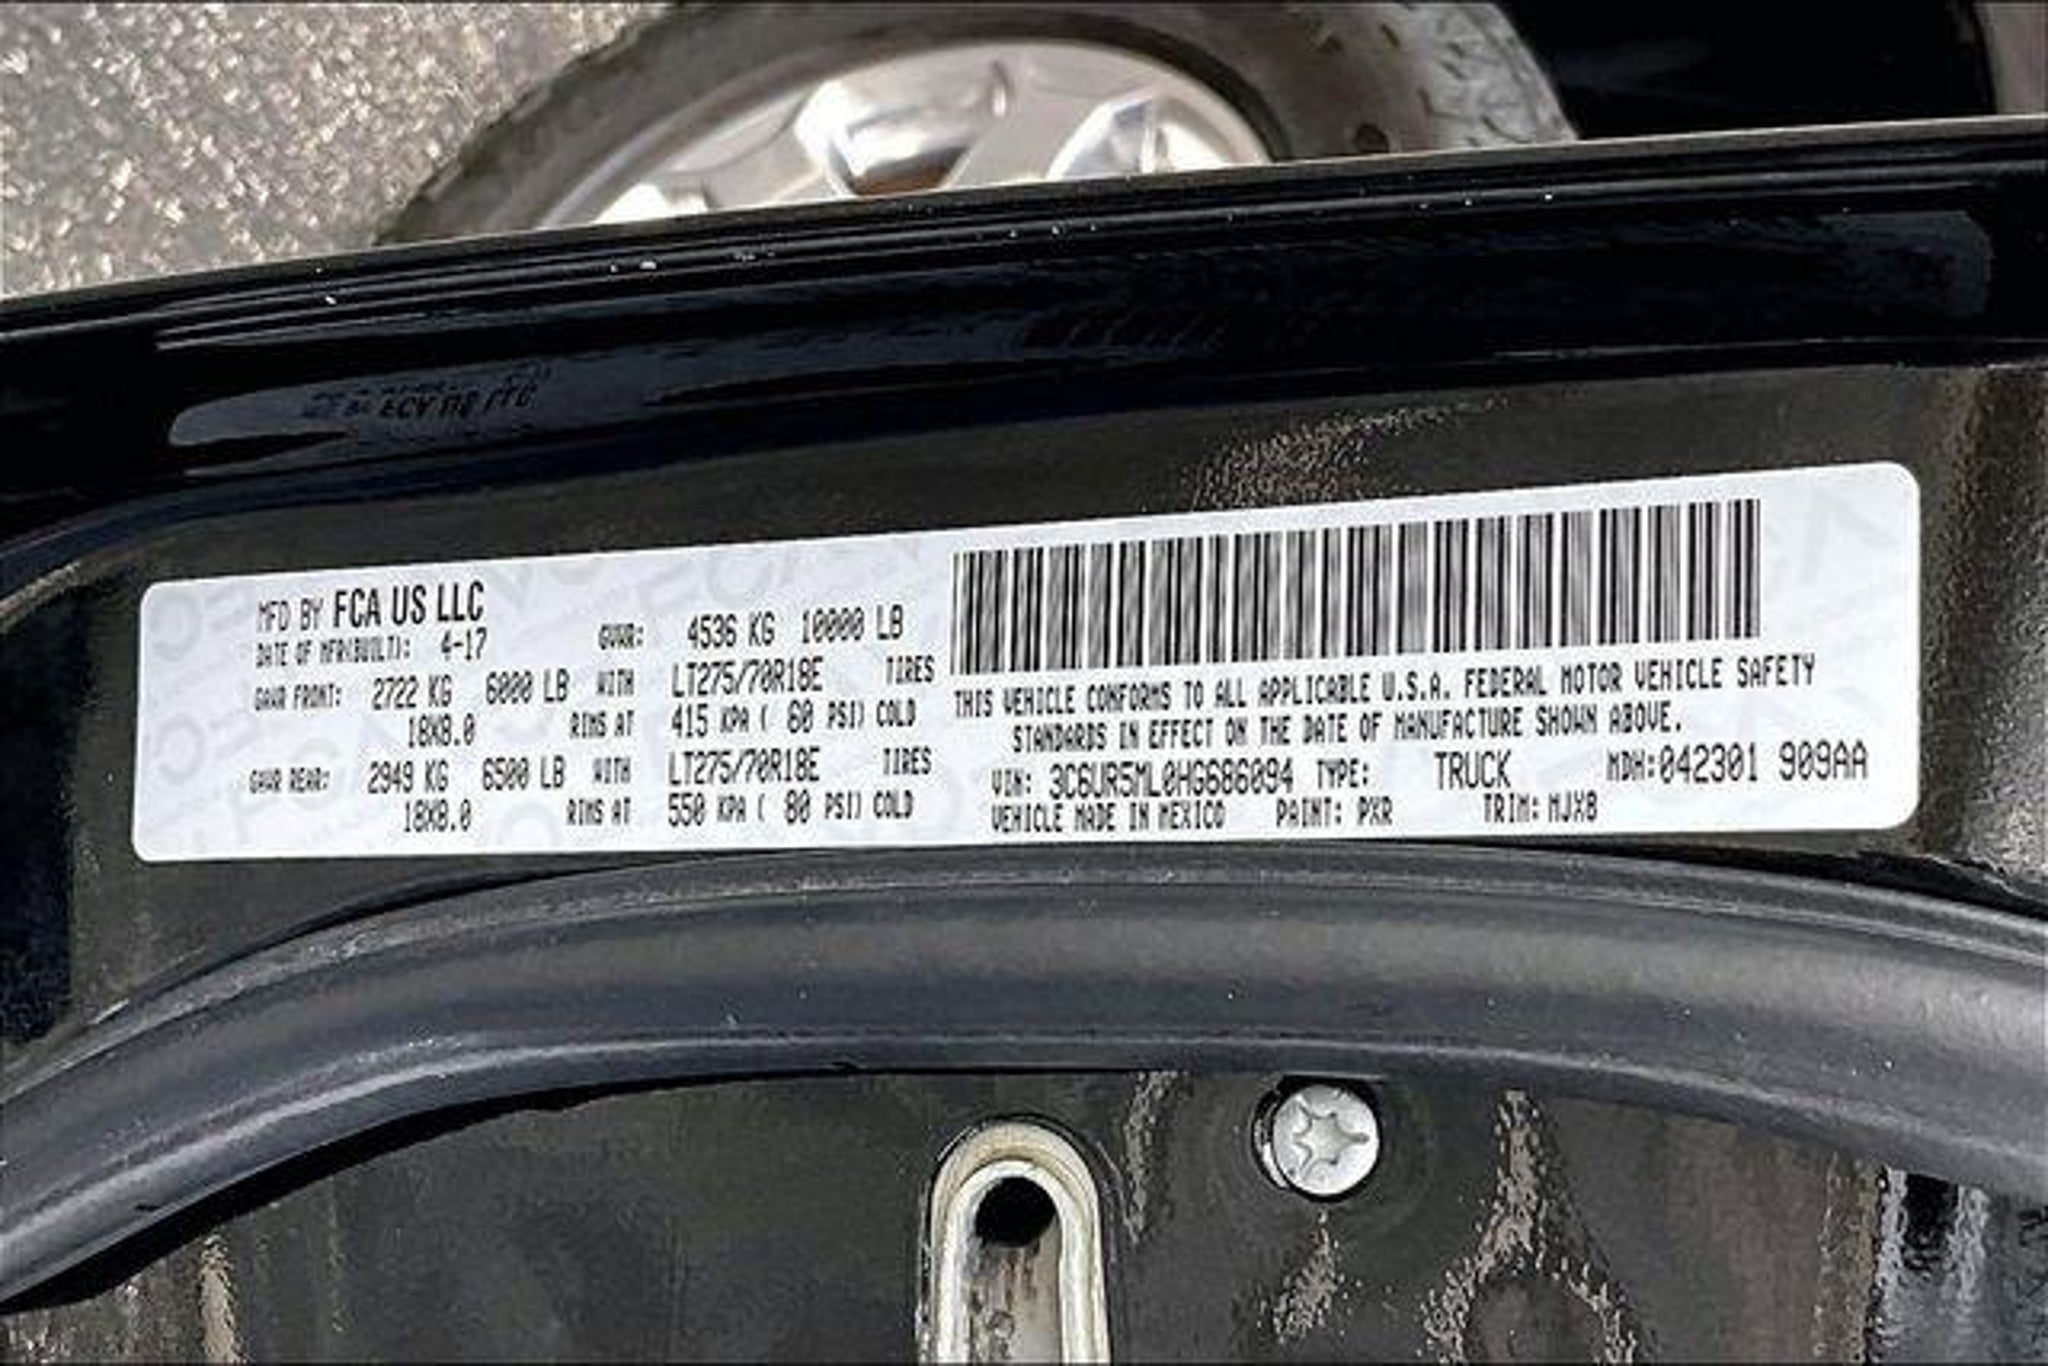 MFD BY FCA US LLC
DATE OF MFR(BUILT): 4-17 GVWR: 4536 KG 10000 LB
GAWR FRONT: 2722 KG 6000 LB WITH LT275/70R18E TIRES
18X8.0 RIMS AT 415 KPA ( 80 PSI) COLD
GAWR REAR: 2949 KG 6500 LB WITH LT275/70R18E TIRES
18X8.0 RIMS AT 550 KPA ( 80 PSI) COLD
THIS VEHICLE CONFORMS TO ALL APPLICABLE U.S.A. FEDERAL MOTOR VEHICLE SAFETY
STANDARDS IN EFFECT ON THE DATE OF MANUFACTURE SHOWN ABOVE.
VIN: 3C6UR5ML0HG686094 TYPE: TRUCK MDH:042301 909AA
VEHICLE MADE IN MEXICO PAINT: PXR TRIM: MJX8